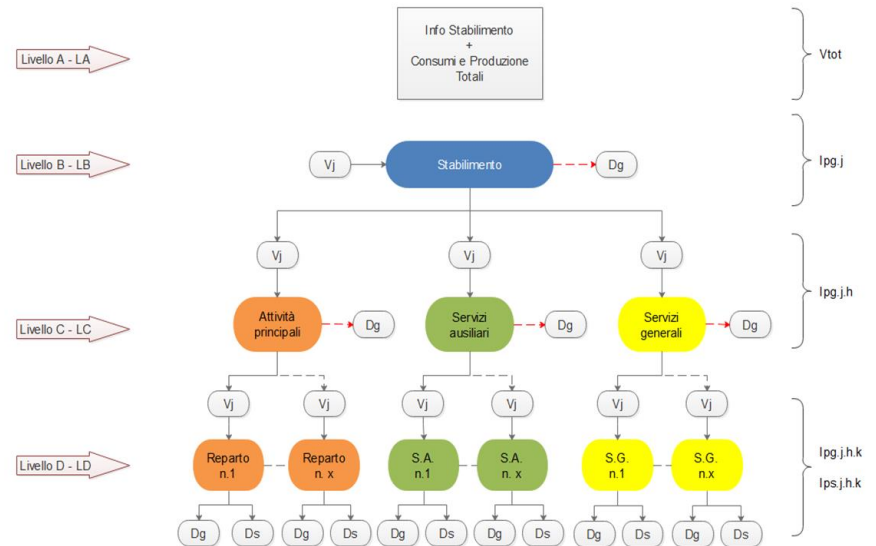 Info Stabilimento
+
Consumi e Produzione
Totali
Livello A - LA
Vtot
Livello B - LB
Vj
Stabilimento
Dg
Ipg.j
Vj
Vj
Vj
Ipg.j.h
Livello C - LC
Attività
principali
Dg
Servizi
ausiliari
Dg
Servizi
generali
Dg
Vj
Vj
Vj
Vj
Vj
Vj
Livello D - LD
Reparto
n.1
Reparto
n. x
S.A.
n.1
S.A.
n. x
S.G.
n.1
S.G.
n.x
Ipg.j.h.k
Ips.j.h.k
Dg
Ds
Dg
Ds
Dg
Ds
Dg
Ds
Dg
Ds
Dg
Ds